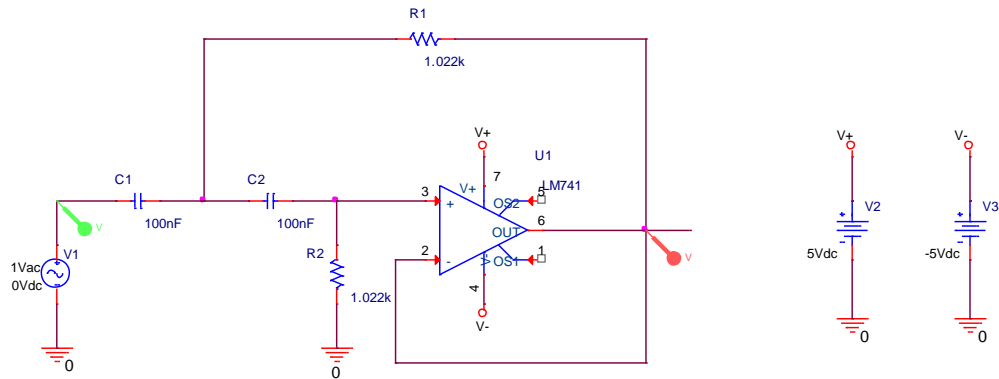 R1
1.022k
V+
U1
LM741
7
V+
5
OS2
C1
C2
3
+
6
OUT
100nF
100nF
V
2
-
V-
OS1
1
R2
1.022k
4
V-
V1
1Vac
0Vdc
0
0
V
V+
V-
V2
5Vdc
V3
-5Vdc
0
0